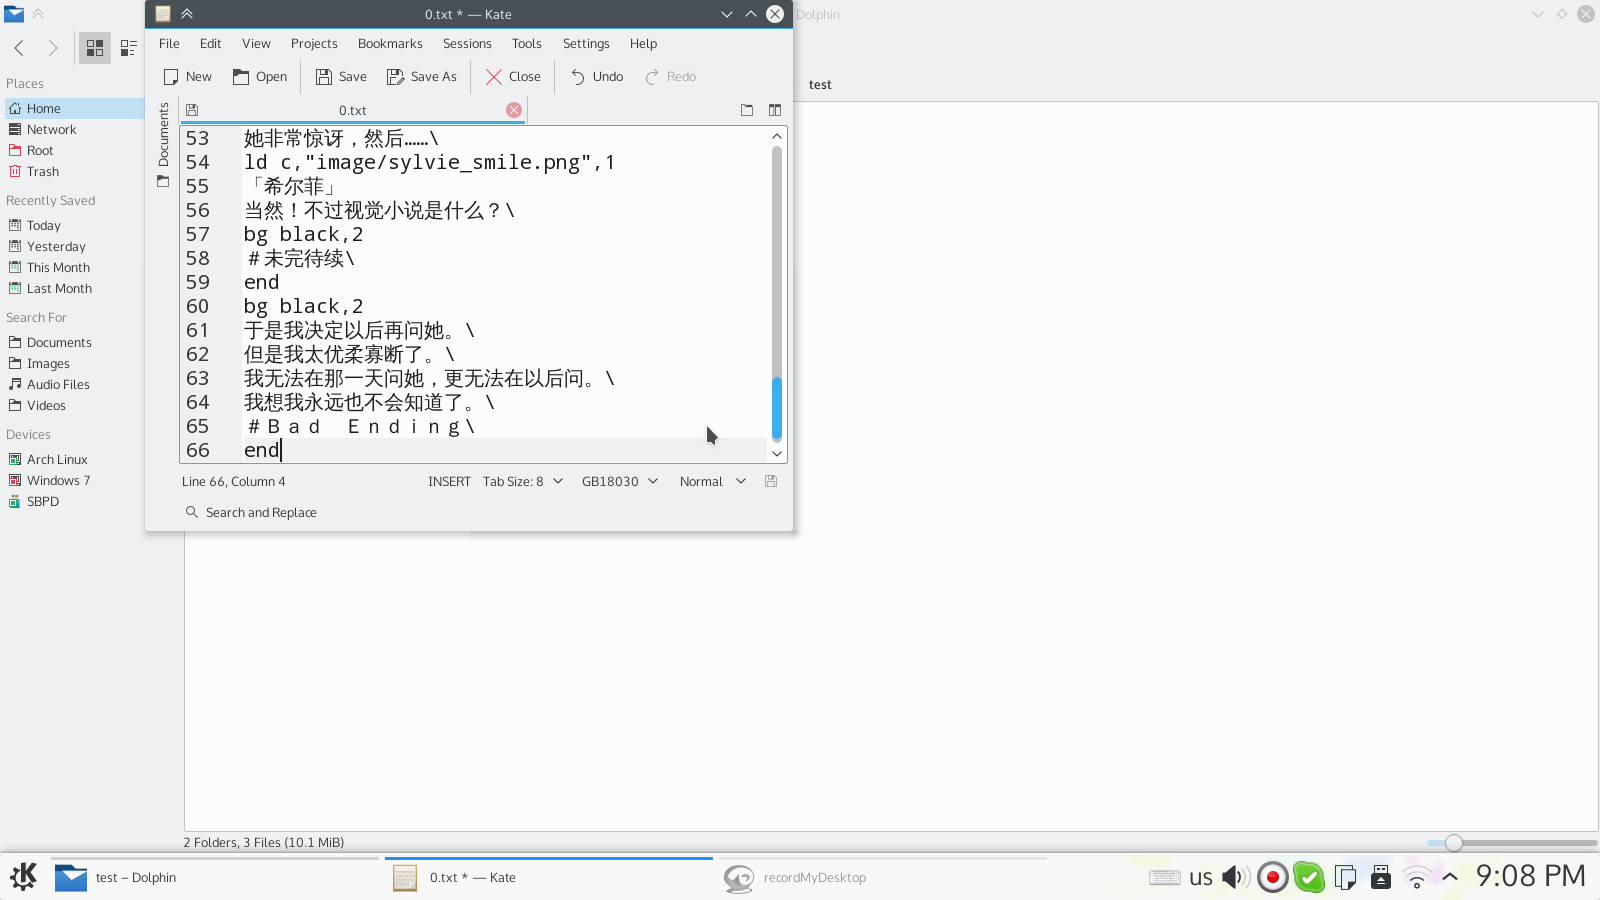 0.txt * — Kate
Dolphin
File Edit View Projects Bookmarks Sessions Tools Settings Help
New Open Save Save As Close Undo Redo
test
Places
Home
Network
Root
Trash
Recently Saved
Today
Yesterday
This Month
Last Month
Search For
Documents
Images
Audio Files
Videos
Devices
Arch Linux
Windows 7
SBPD
Documents
0.txt
53 她非常惊讶，然后……\
54 ld c,"image/sylvie_smile.png",1
55 「希尔菲」
56 当然！不过视觉小说是什么？\
57 bg black,2
58 ＃未完待续\
59 end
60 bg black,2
61 于是我决定以后再问她。\
62 但是我太优柔寡断了。\
63 我无法在那一天问她，更无法在以后问。\
64 我想我永远也不会知道了。\
65 ＃Ｂａｄ　Ｅｎｄｉｎｇ\
66 end
Line 66, Column 4 INSERT Tab Size: 8 GB18030 Normal
Search and Replace
2 Folders, 3 Files (10.1 MiB)
test – Dolphin
0.txt * — Kate
recordMyDesktop
us
9:08 PM